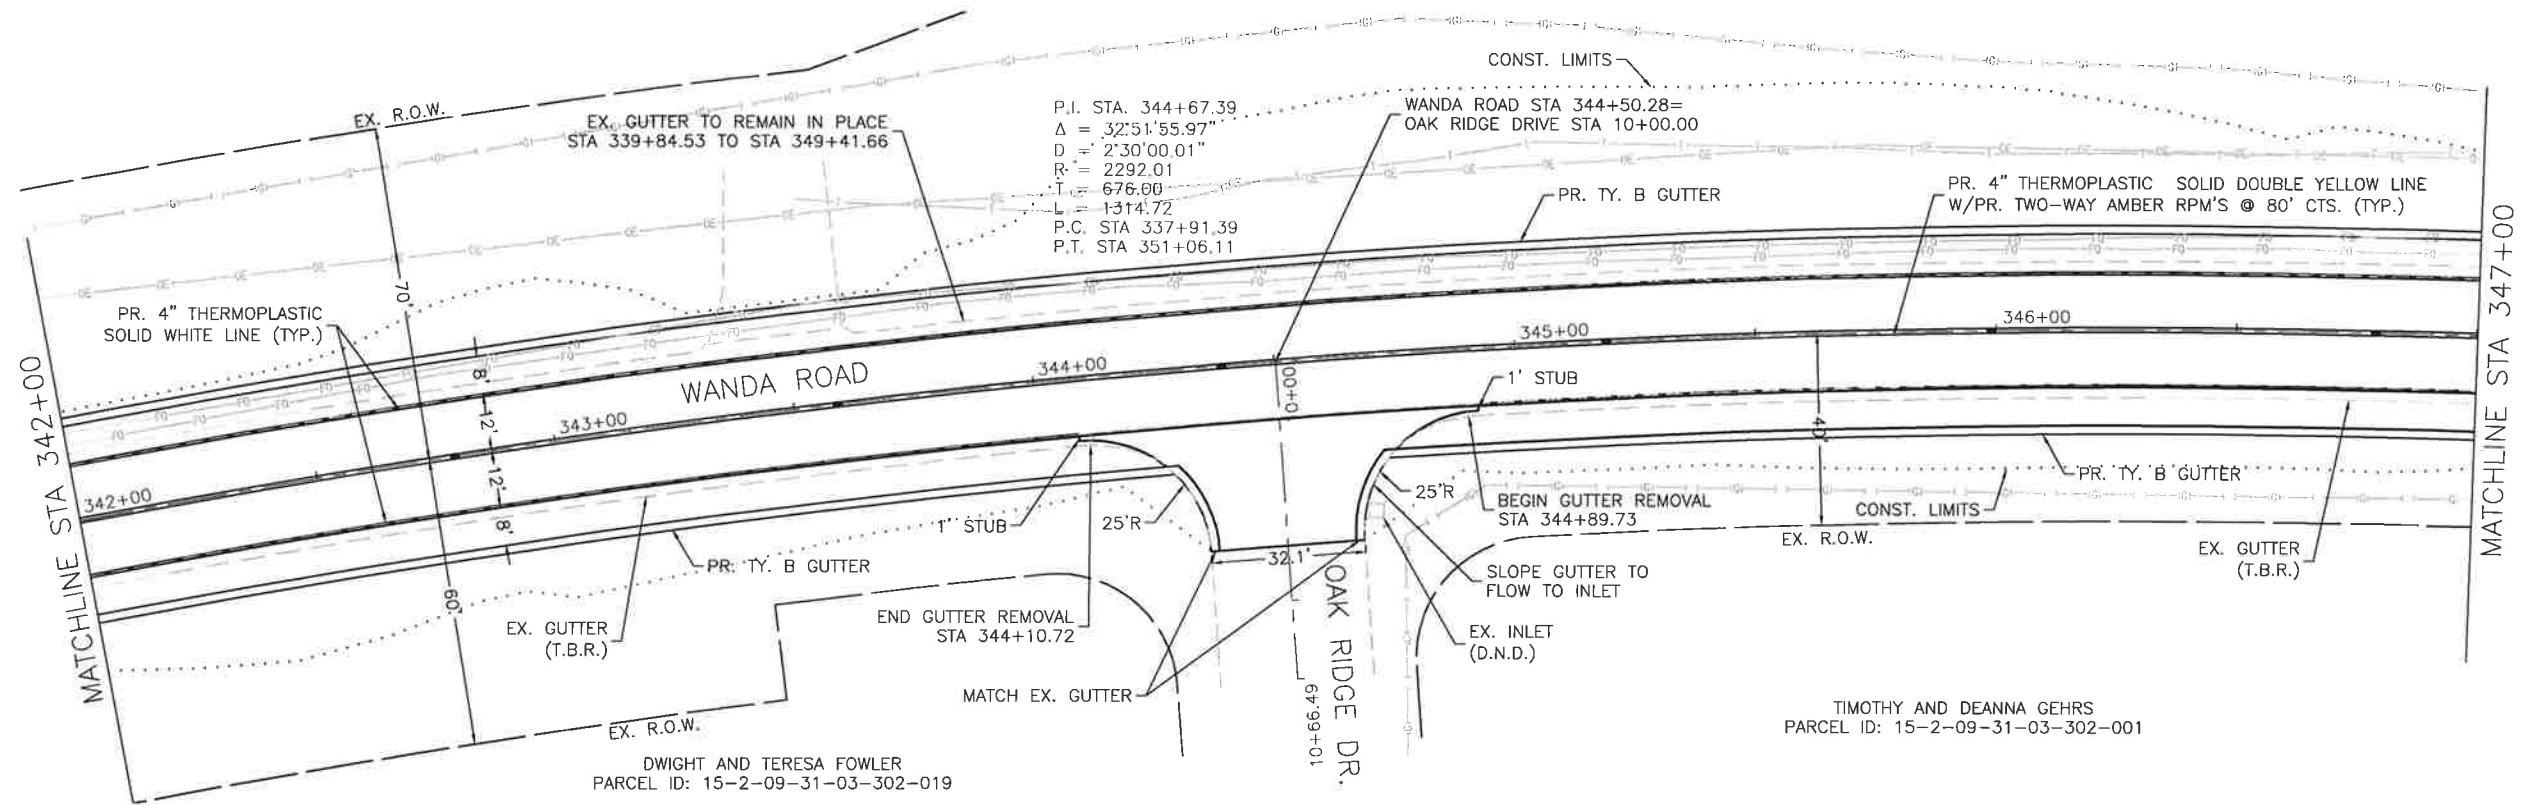 EX. R.O.W.
EX. GUTTER TO REMAIN IN PLACE
STA 339+84.53 TO STA 349+41.66
P.I. STA. 344+67.39
Δ = 32°51'55.97"
D = 2°30'00.01"
R = 2292.01
T = 676.00
L = 1314.72
P.C. STA 337+91.39
P.T. STA 351+06.11
CONST. LIMITS
WANDA ROAD STA 344+50.28=
OAK RIDGE DRIVE STA 10+00.00
PR. TY. B GUTTER
PR. 4" THERMOPLASTIC SOLID DOUBLE YELLOW LINE
W/PR. TWO-WAY AMBER RPM'S @ 80' CTS. (TYP.)
PR. 4" THERMOPLASTIC
SOLID WHITE LINE (TYP.)
70'
8'
12'
12'
8'
60'
MATCHLINE STA 342+00
342+00
343+00
WANDA ROAD
344+00
345+00
346+00
MATCHLINE STA 347+00
1' STUB
40'
25'R
BEGIN GUTTER REMOVAL
STA 344+89.73
PR. TY. B GUTTER
CONST. LIMITS
EX. R.O.W.
EX. GUTTER
(T.B.R.)
1' STUB
25'R
32.1'
PR. TY. B GUTTER
SLOPE GUTTER TO
FLOW TO INLET
END GUTTER REMOVAL
STA 344+10.72
EX. GUTTER
(T.B.R.)
EX. INLET
(D.N.D.)
MATCH EX. GUTTER
OAK RIDGE DR.
10+66.49
EX. R.O.W.
DWIGHT AND TERESA FOWLER
PARCEL ID: 15-2-09-31-03-302-019
TIMOTHY AND DEANNA GEHRS
PARCEL ID: 15-2-09-31-03-302-001